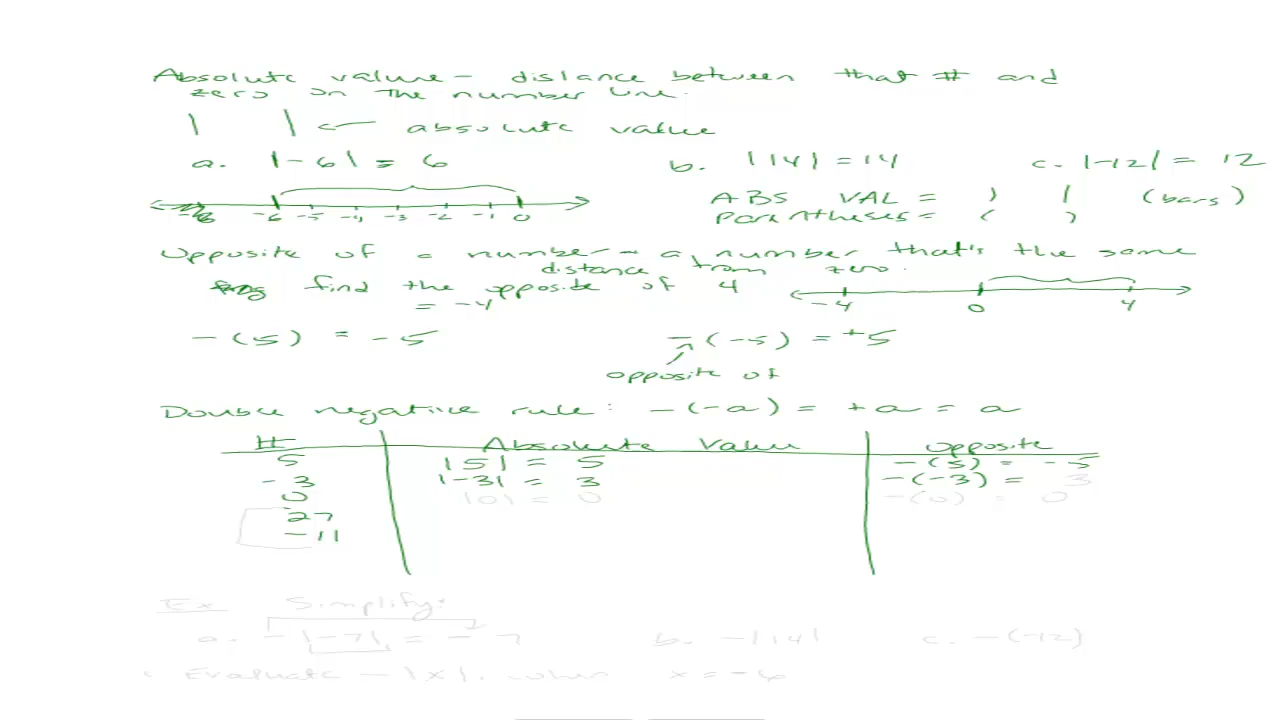 Absolute value - distance between that # and
zero on the number line.
| | ← absolute value
a. |-6| = 6 b. |14| = 14 c. |-12| = 12
-6 -5 -4 -3 -2 -1 0
ABS VAL = | | (bars)
Parentheses = ( )
Opposite of a number - a number that's the same
distance from zero.
find the opposite of 4
= -4
-4 0 4
-(5) = -5 -(-5) = +5
opposite of
Double negative rule: -(-a) = +a = a
# Absolute Value Opposite
5 |5| = 5 -(5) = -5
-3 |-3| = 3 -(-3) = 3
0 |0| = 0 -(0) = 0
27
-11
Ex Simplify:
a. -|-7| = -7 b. -|14| c. -(-12)
Evaluate -|x|, when x = -6